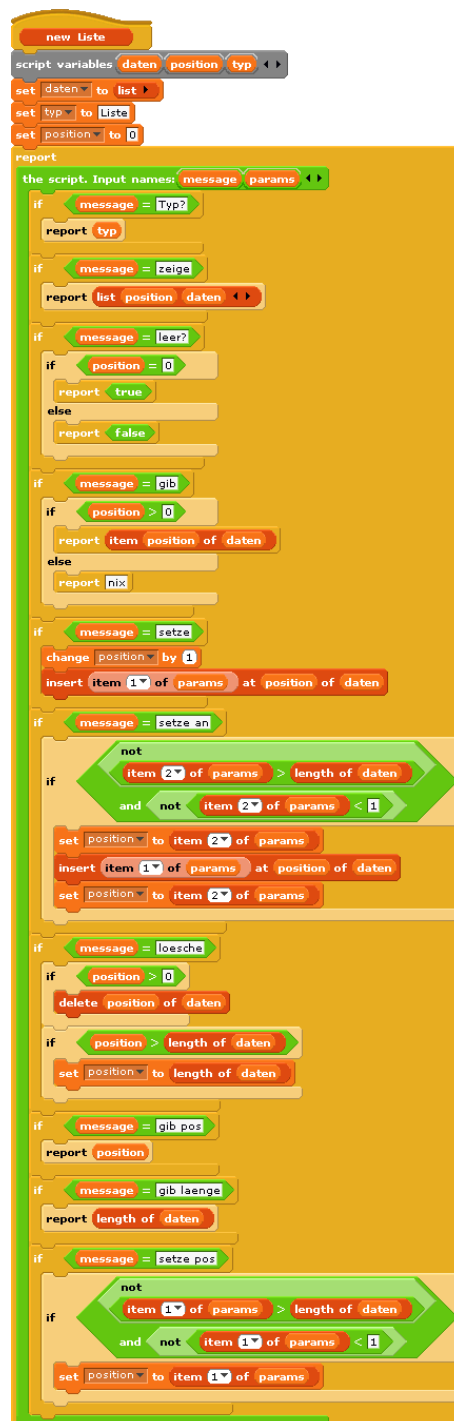 new Liste
script variables daten position typ
set daten to list
set typ to Liste
set position to 0
report
the script. Input names: message params
if message = Typ?
report typ
if message = zeige
report list position daten
if message = leer?
if position = 0
report true
else
report false
if message = gib
if position > 0
report item position of daten
else
report nix
if message = setze
change position by 1
insert item 1 of params at position of daten
if message = setze an
not
item 2 of params > length of daten
if
and not item 2 of params < 1
set position to item 2 of params
insert item 1 of params at position of daten
set position to item 2 of params
if message = loesche
if position > 0
delete position of daten
if position > length of daten
set position to length of daten
if message = gib pos
report position
if message = gib laenge
report length of daten
if message = setze pos
not
item 1 of params > length of daten
if
and not item 1 of params < 1
set position to item 1 of params